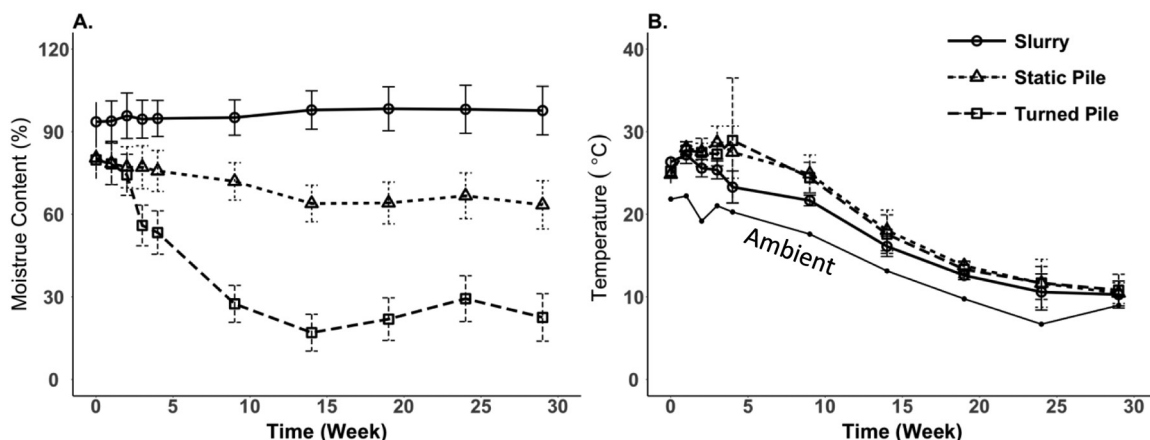 A.
120
90
60
30
0
Moistrue Content (%)
0 5 10 15 20 25 30
Time (Week)
B.
40
30
20
10
0
Temperature ( °C)
0 5 10 15 20 25 30
Time (Week)
Slurry
Static Pile
Turned Pile
Ambient